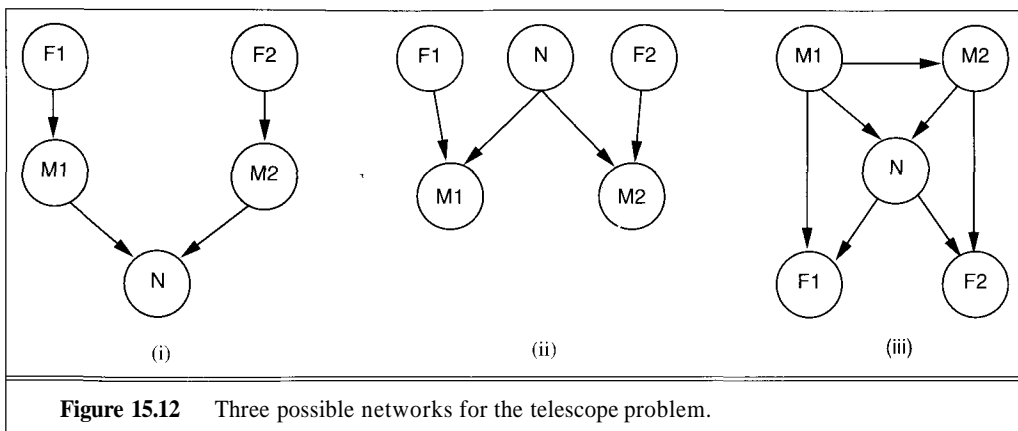 F1 F2 F1 N F2 M1 M2
M1 M2 M1 M2 N
N F1 F2
(i) (ii) (iii)
Figure 15.12 Three possible networks for the telescope problem.